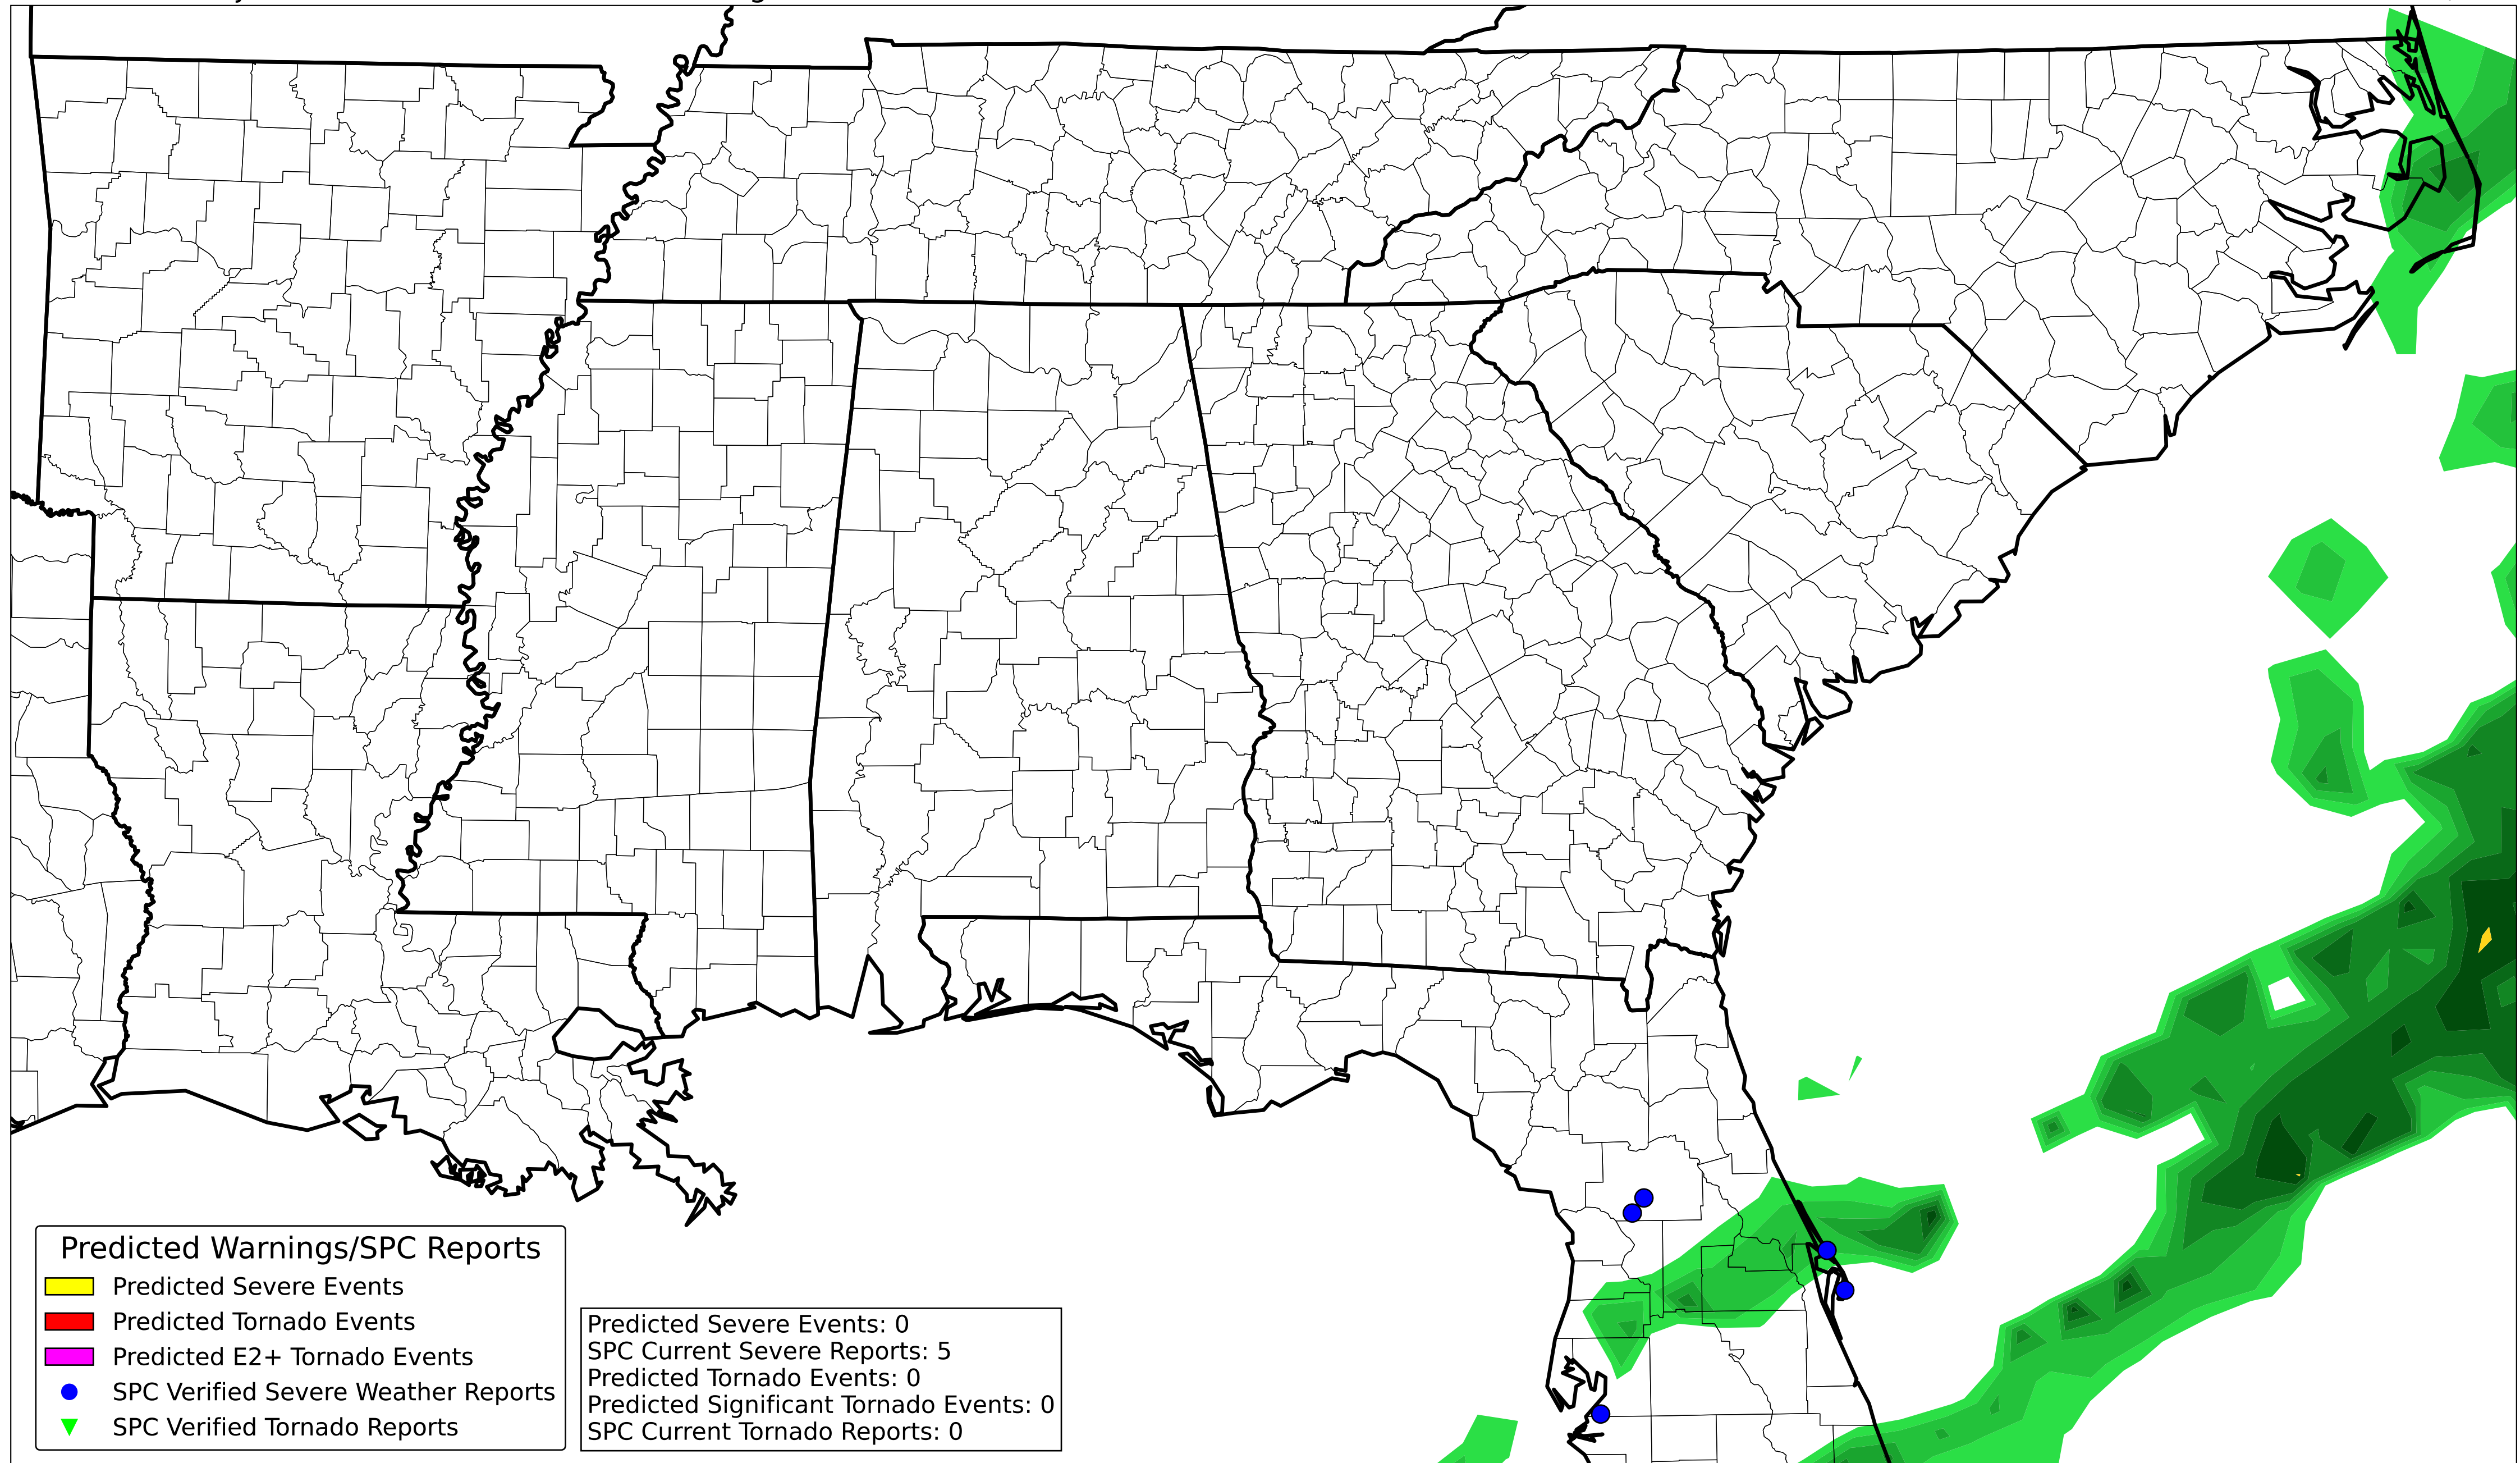 Predicted Warnings/SPC Reports
Predicted Severe Events
Predicted Tornado Events
Predicted E2+ Tornado Events
SPC Verified Severe Weather Reports
SPC Verified Tornado Reports
Predicted Severe Events: 0
SPC Current Severe Reports: 5
Predicted Tornado Events: 0
Predicted Significant Tornado Events: 0
SPC Current Tornado Reports: 0